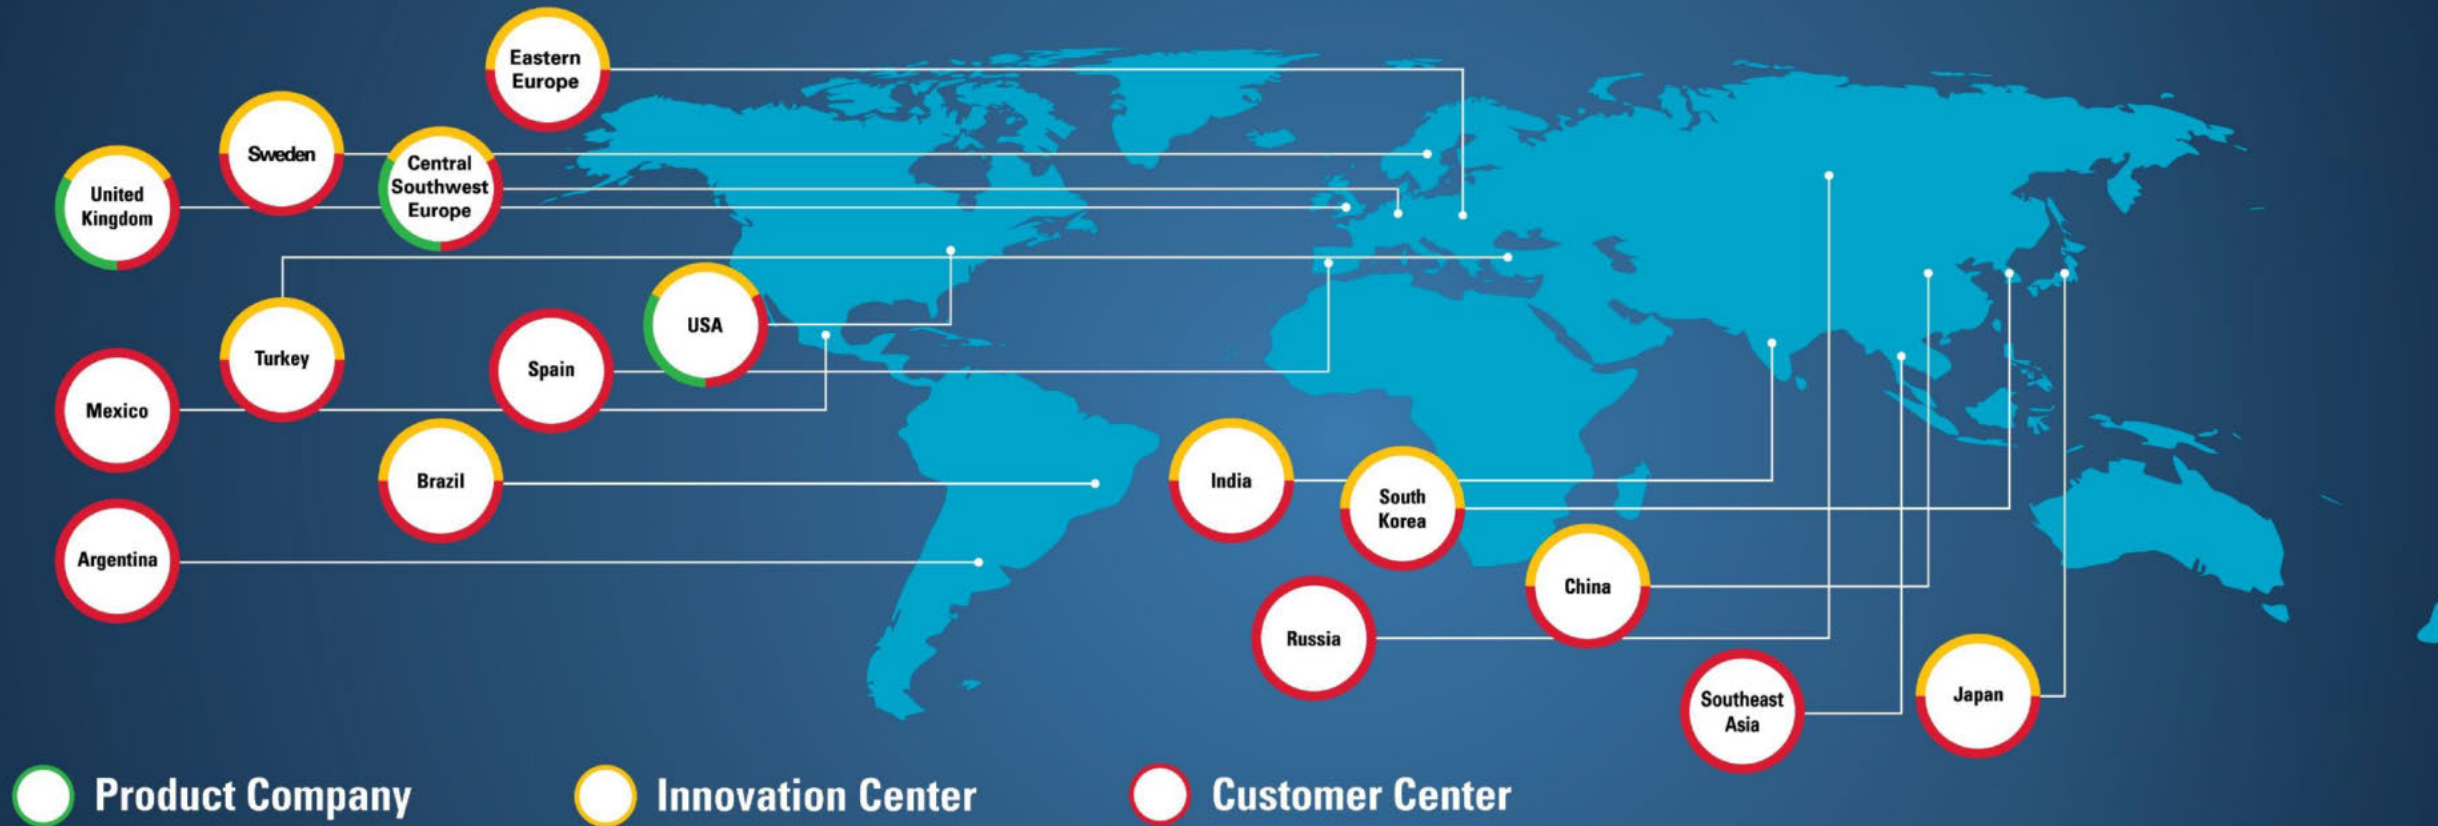 Eastern
Europe
Sweden
Central
Southwest
Europe
United
Kingdom
USA
Turkey
Spain
Mexico
Brazil
Argentina
India
South
Korea
China
Russia
Southeast
Asia
Japan
Product Company
Innovation Center
Customer Center